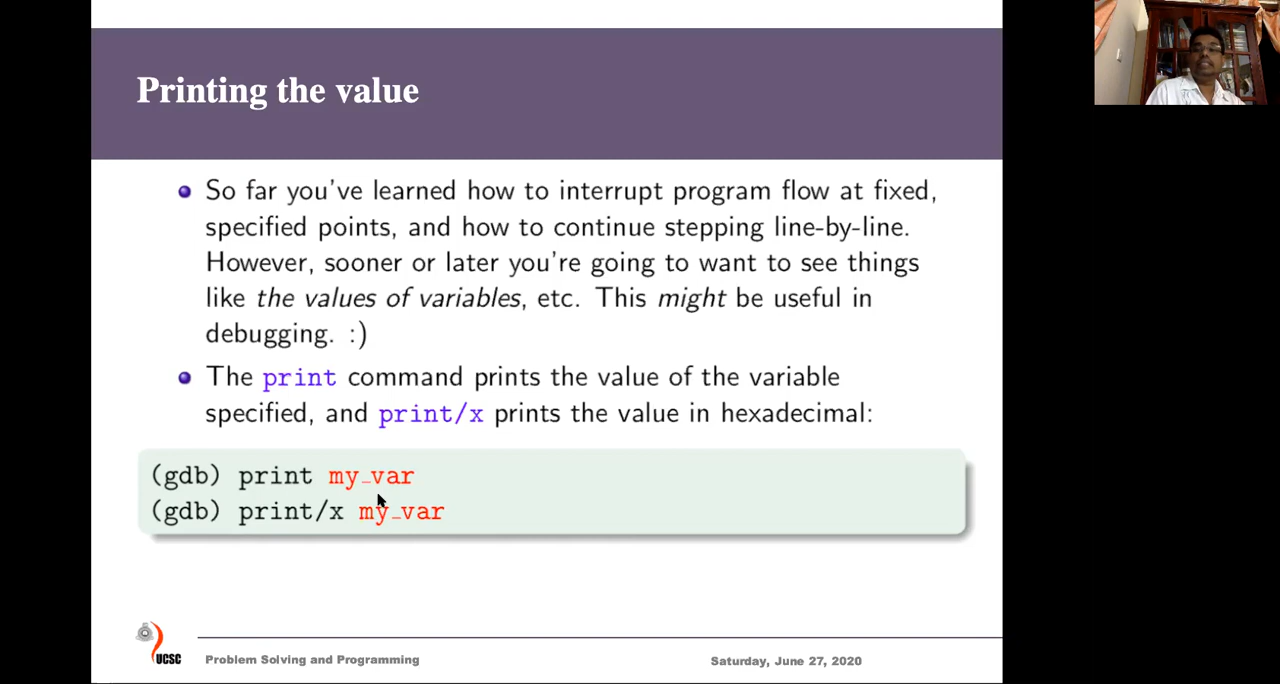 Printing the value
So far you've learned how to interrupt program flow at fixed,
specified points, and how to continue stepping line-by-line.
However, sooner or later you're going to want to see things
like the values of variables, etc. This might be useful in
debugging. :)
The print command prints the value of the variable
specified, and print/x prints the value in hexadecimal:
(gdb) print my_var
(gdb) print/x my_var
UCSC
Problem Solving and Programming
Saturday, June 27, 2020